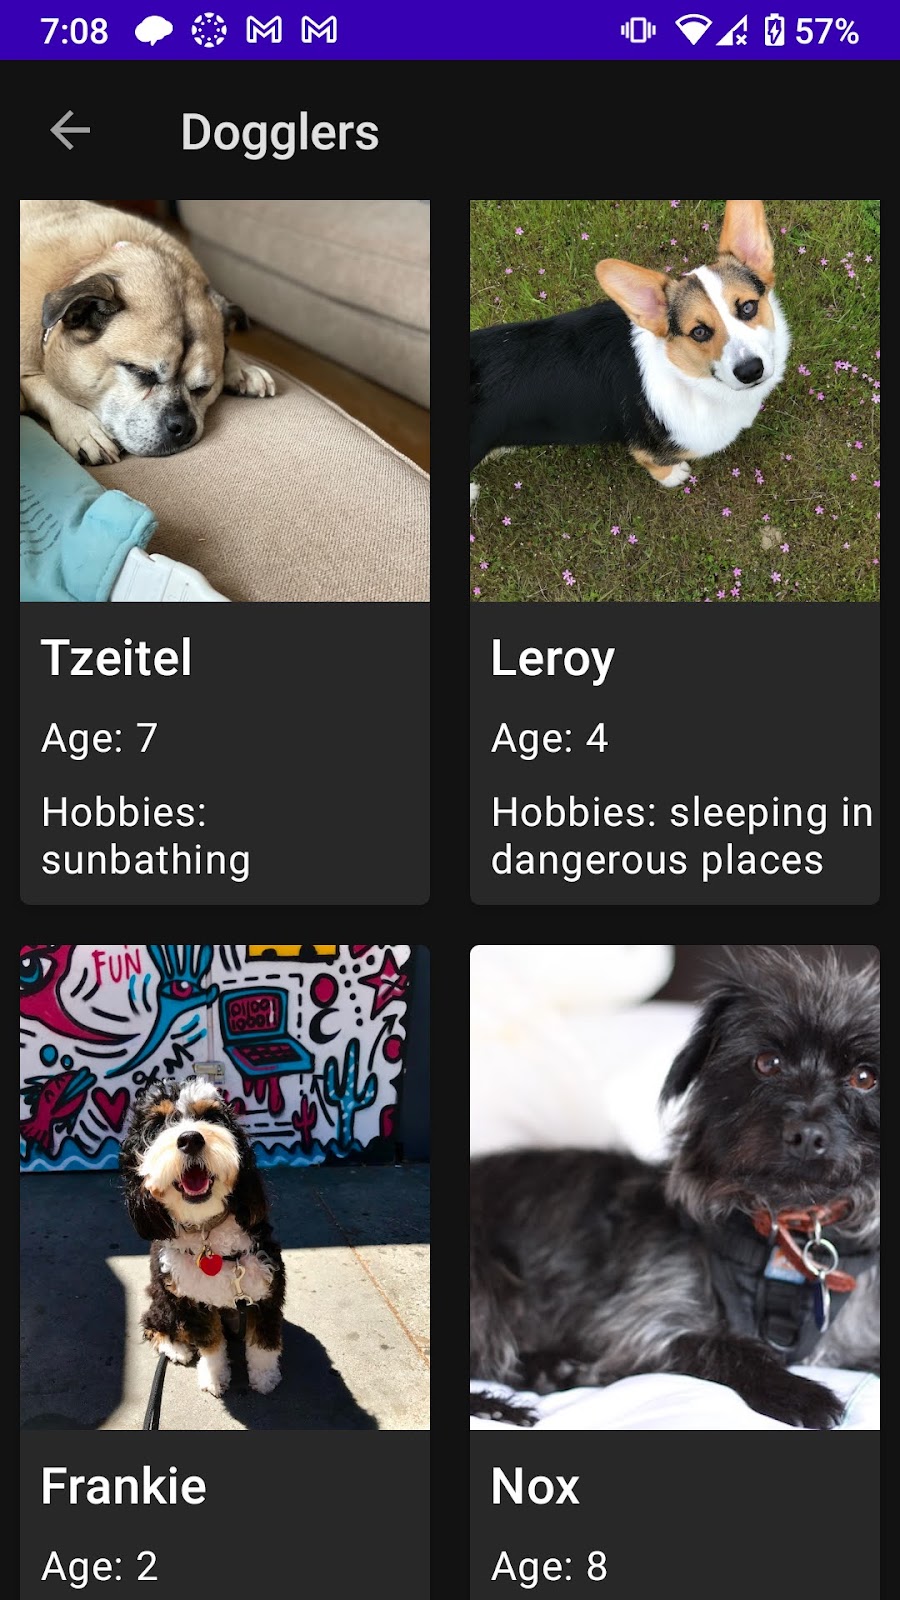 7:08
57%
Dogglers
Tzeitel
Age: 7
Hobbies:
sunbathing
Leroy
Age: 4
Hobbies: sleeping in
dangerous places
FUN
Frankie
Age: 2
Nox
Age: 8